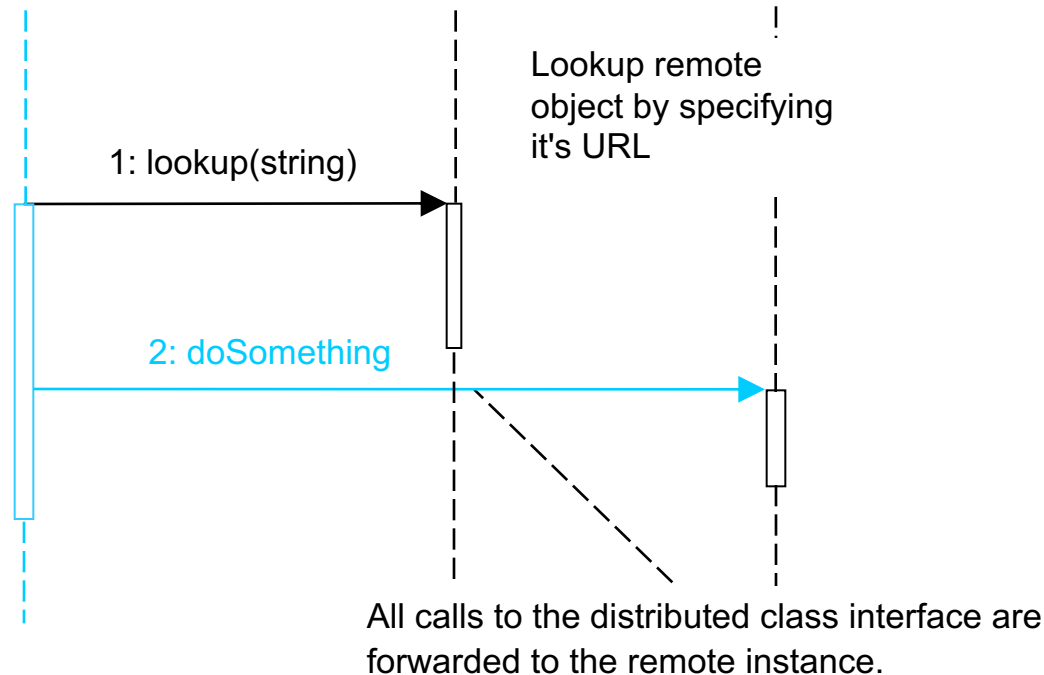 Lookup remote
object by specifying
it's URL
1: lookup(string)
2: doSomething
All calls to the distributed class interface are
forwarded to the remote instance.